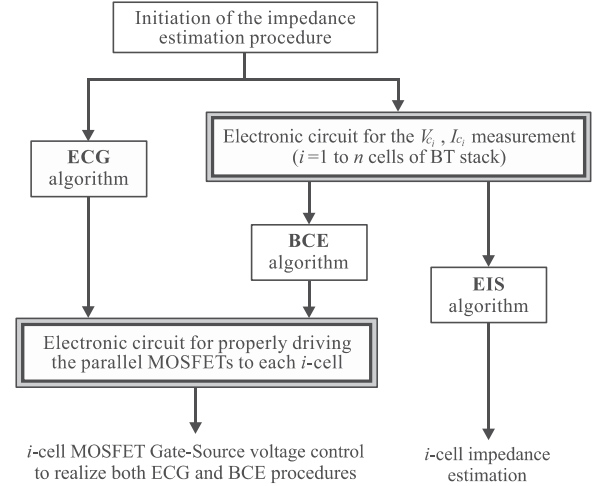 Initiation of the impedance
estimation procedure
ECG
algorithm
Electronic circuit for the Vcᵢ , Icᵢ measurement
(i =1 to n cells of BT stack)
BCE
algorithm
EIS
algorithm
Electronic circuit for properly driving
the parallel MOSFETs to each i-cell
i-cell MOSFET Gate-Source voltage control
to realize both ECG and BCE procedures
i-cell impedance
estimation